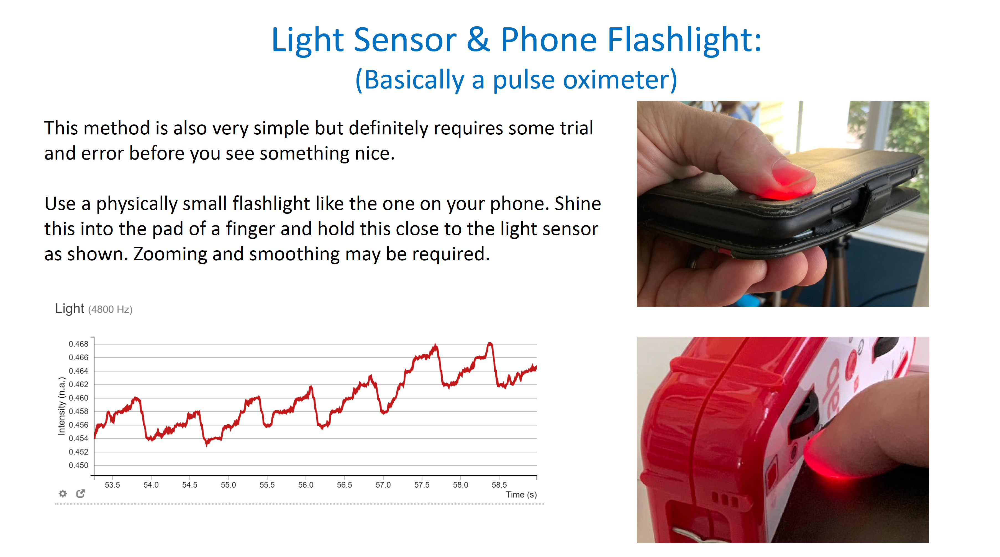 Light Sensor & Phone Flashlight:
(Basically a pulse oximeter)
This method is also very simple but definitely requires some trial
and error before you see something nice.
Use a physically small flashlight like the one on your phone. Shine
this into the pad of a finger and hold this close to the light sensor
as shown. Zooming and smoothing may be required.
Light (4800 Hz)
Intensity (n.a.)
0.468
0.466
0.464
0.462
0.460
0.458
0.456
0.454
0.452
0.450
53.5 54.0 54.5 55.0 55.5 56.0 56.5 57.0 57.5 58.0 58.5
Time (s)